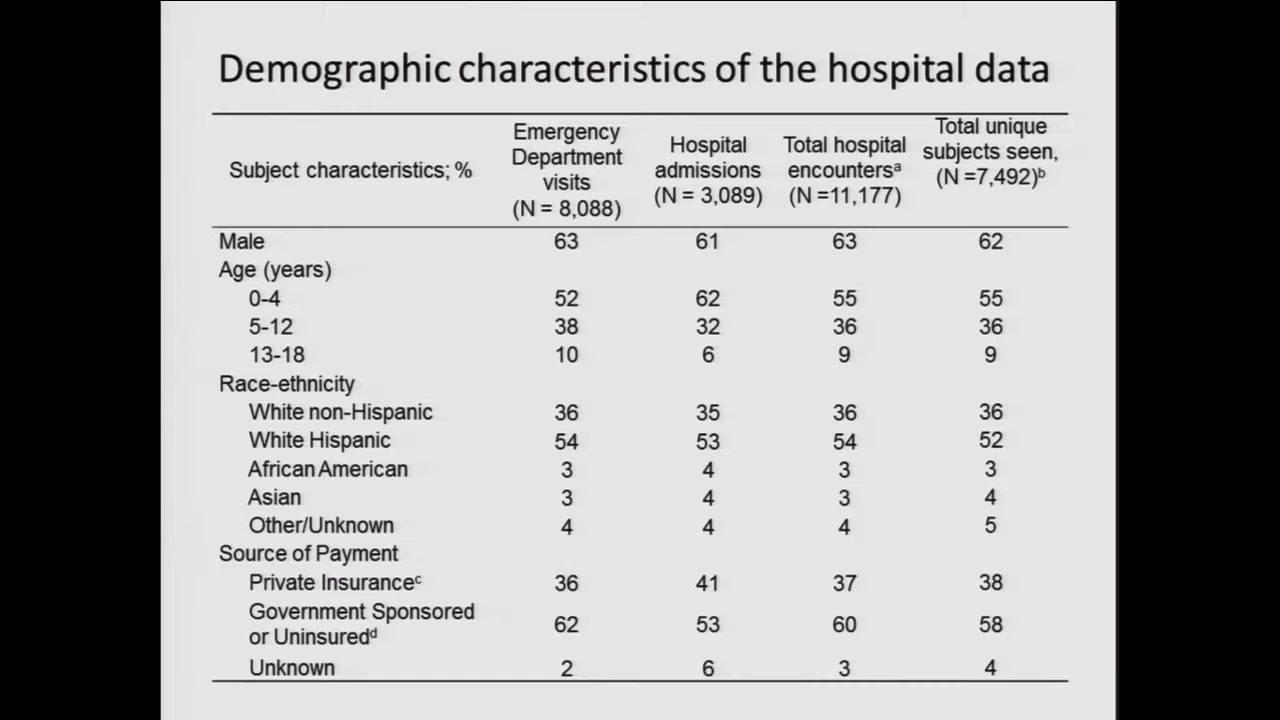 Demographic characteristics of the hospital data
Subject characteristics; % Emergency Department visits (N = 8,088) Hospital admissions (N = 3,089) Total hospital encountersᵃ (N =11,177) Total unique subjects seen, (N =7,492)ᵇ
Male 63 61 63 62
Age (years)
0-4 52 62 55 55
5-12 38 32 36 36
13-18 10 6 9 9
Race-ethnicity
White non-Hispanic 36 35 36 36
White Hispanic 54 53 54 52
African American 3 4 3 3
Asian 3 4 3 4
Other/Unknown 4 4 4 5
Source of Payment
Private Insuranceᶜ 36 41 37 38
Government Sponsored or Uninsuredᵈ 62 53 60 58
Unknown 2 6 3 4